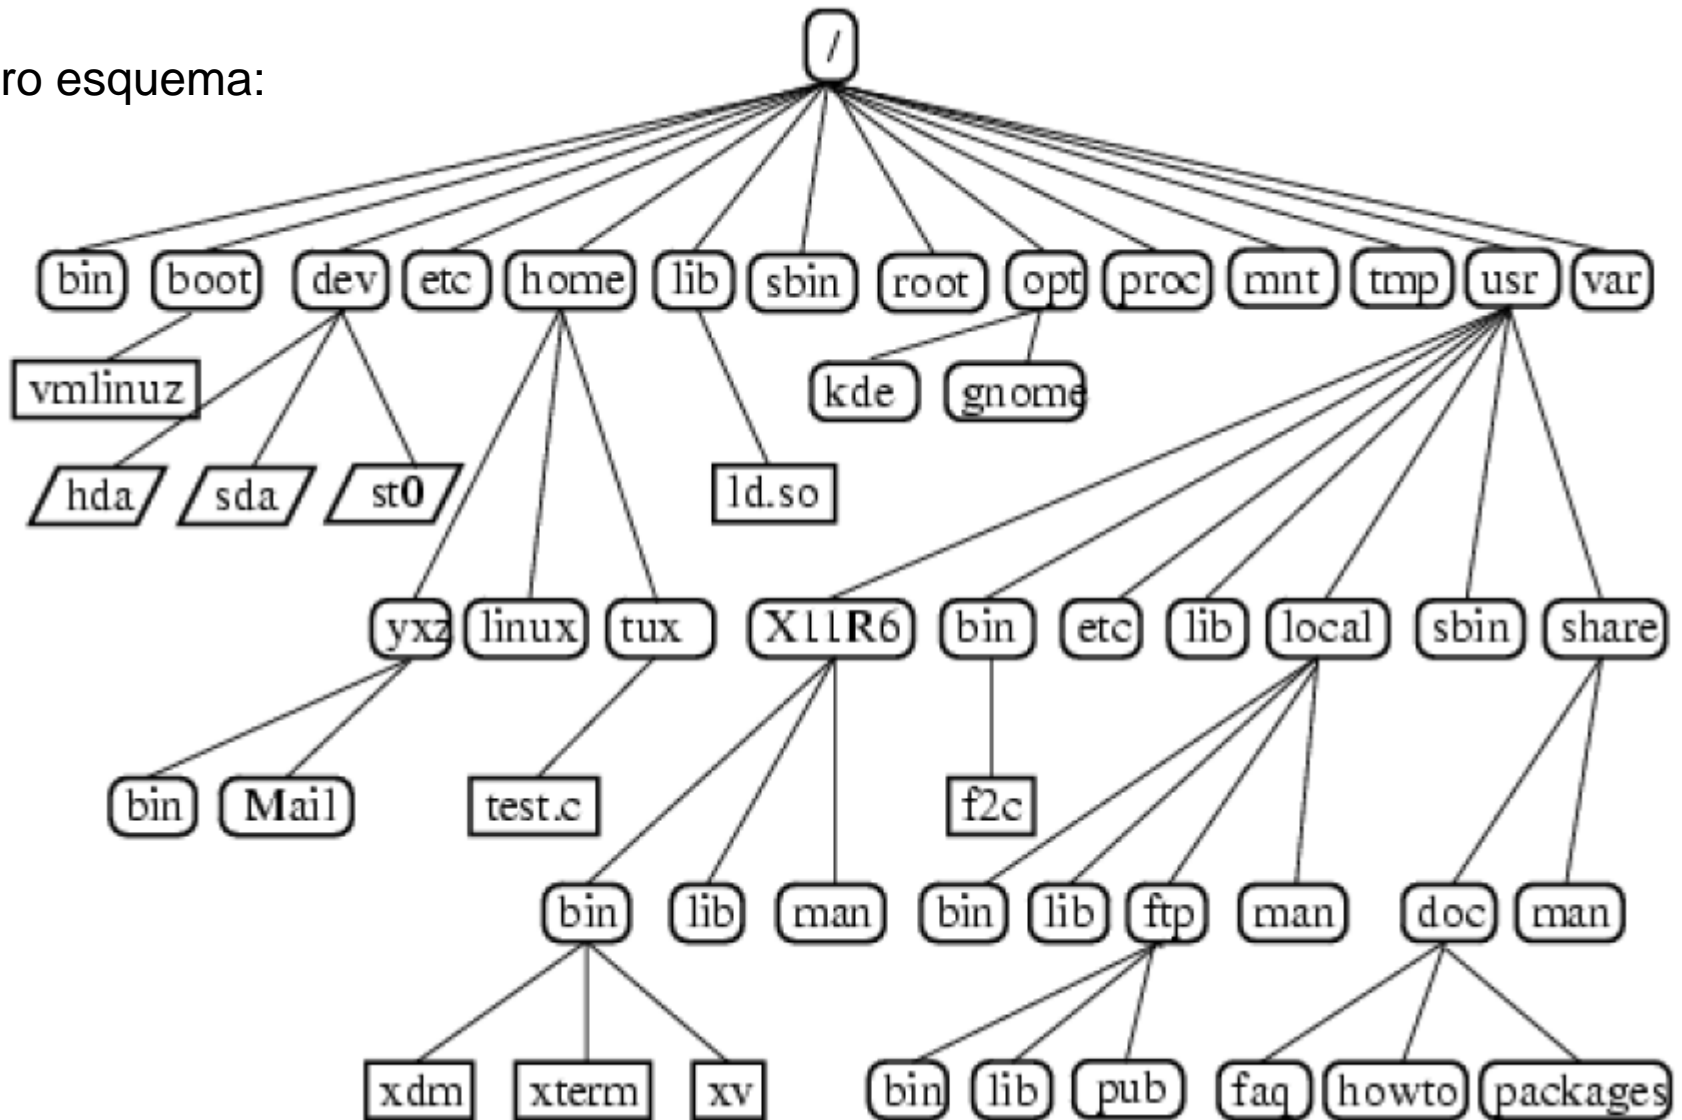 /
ro esquema:
bin boot dev etc home lib sbin root opt proc mnt tmp usr var
vmlinuz kde gnome
hda sda st0 ld.so
yxz linux tux X11R6 bin etc lib local sbin share
bin Mail test.c f2c
bin lib man bin lib ftp man doc man
xdm xterm xv bin lib pub faq howto packages